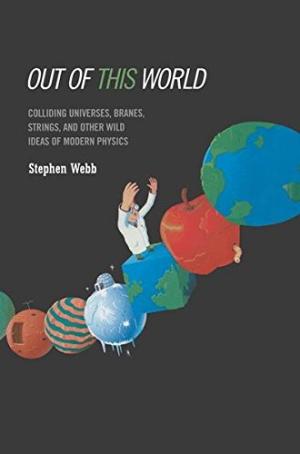 OUT OF THIS WORLD
COLLIDING UNIVERSES, BRANES,
STRINGS, AND OTHER WILD
IDEAS OF MODERN PHYSICS
Stephen Webb